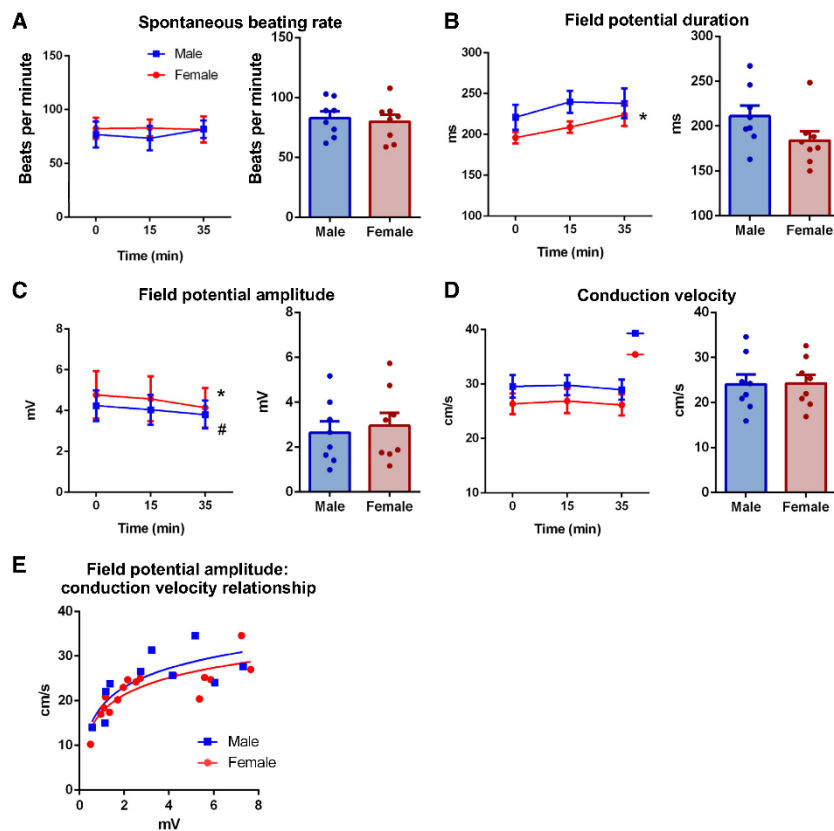 A
Spontaneous beating rate
Beats per minute
150
100
50
0
Male
Female
0 15 35
Time (min)
Beats per minute
150
100
50
0
Male Female
B
Field potential duration
ms
300
250
200
150
100
0 15 35
Time (min)
*
ms
250
200
150
100
Male Female
C
Field potential amplitude
mV
8
6
4
2
0
*
#
0 15 35
Time (min)
mV
8
6
4
2
0
Male Female
D
Conduction velocity
cm/s
40
30
20
10
0 15 35
Time (min)
cm/s
40
30
20
10
0
Male Female
E
Field potential amplitude:
conduction velocity relationship
cm/s
40
30
20
10
0
Male
Female
0 2 4 6 8
mV